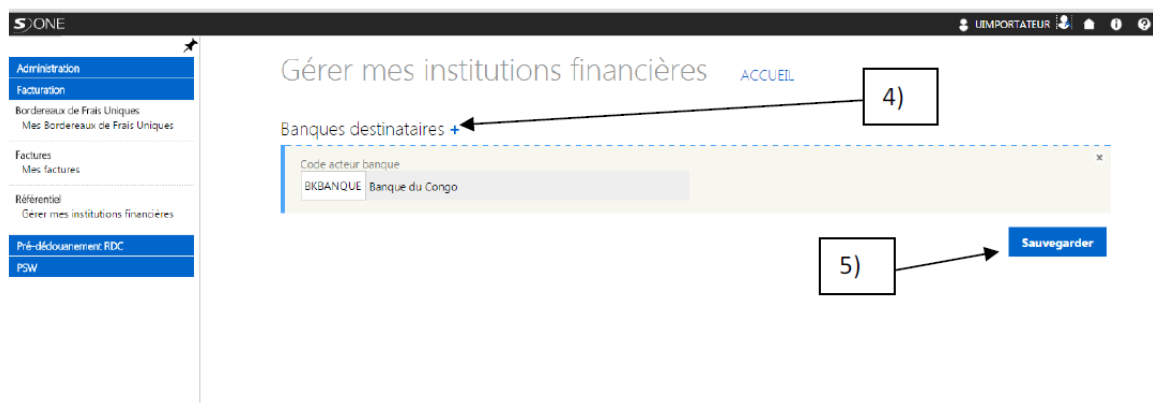 S)ONE
UIMPORTATEUR
Administration
Facturation
Bordereaux de Frais Uniques
Mes Bordereaux de Frais Uniques
Factures
Mes factures
Référentiel
Gérer mes institutions financières
Pré-dédouanement RDC
PSW
Gérer mes institutions financières ACCUEIL
4)
Banques destinataires +
Code acteur banque
x
BKBANQUE Banque du Congo
Sauvegarder
5)